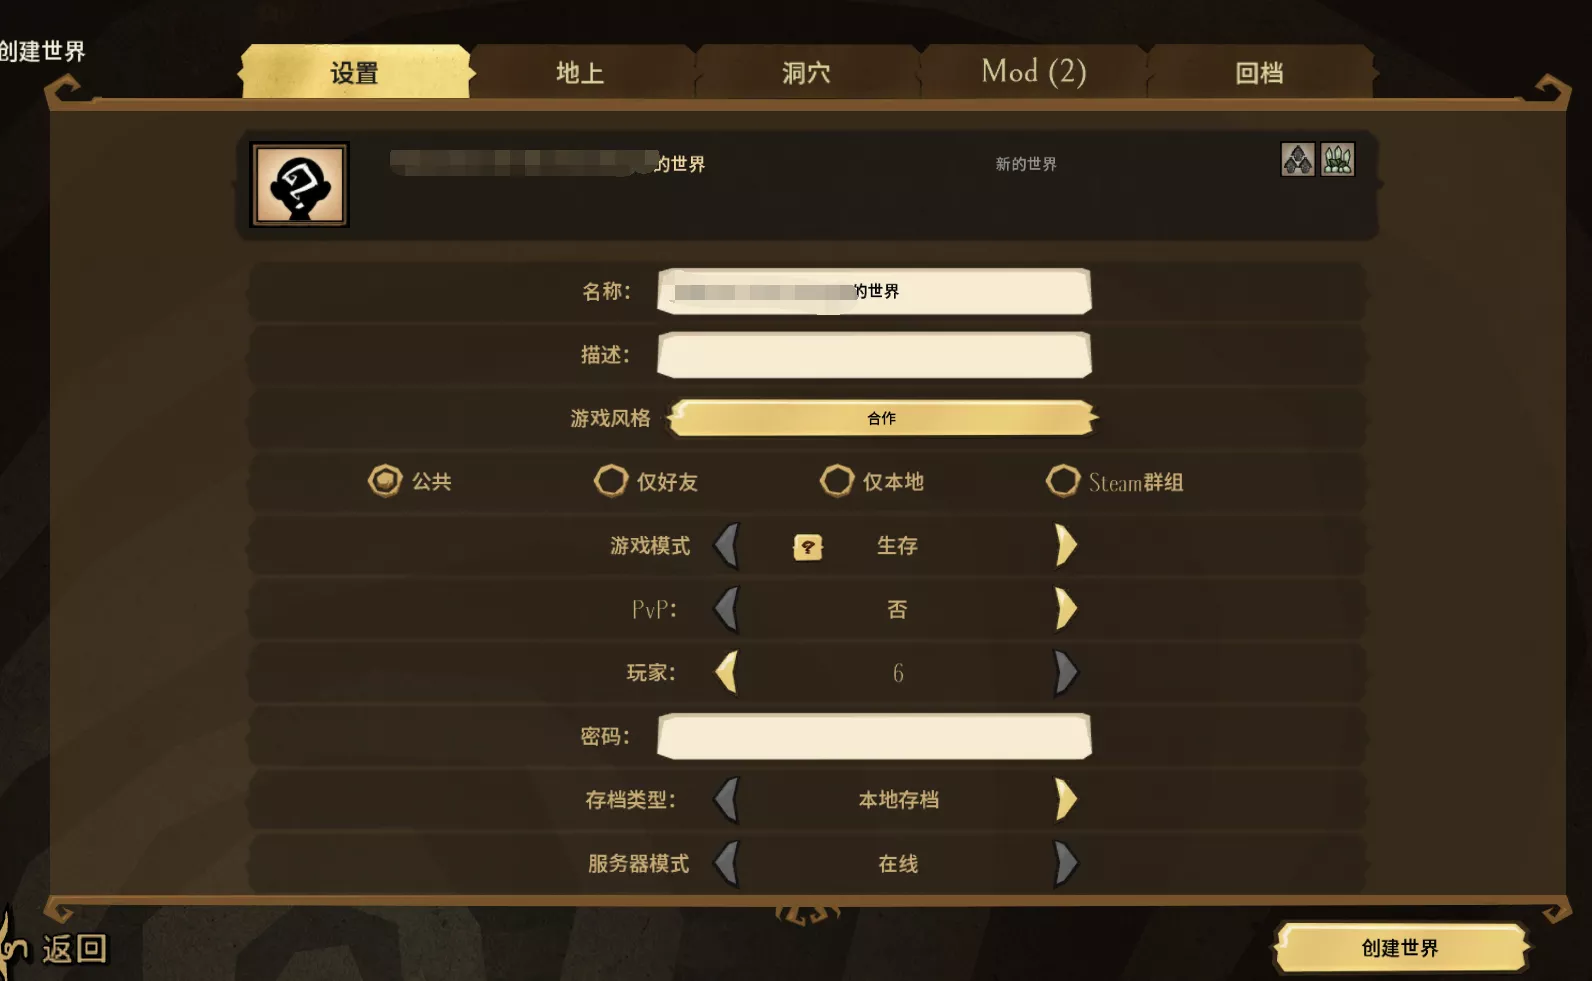 创建世界
设置
地上
洞穴
Mod (2)
回档
的世界
新的世界
名称：
的世界
描述：
游戏风格
合作
公共
仅好友
仅本地
Steam群组
游戏模式
生存
PvP：
否
玩家：
6
密码：
存档类型：
本地存档
服务器模式
在线
返回
创建世界